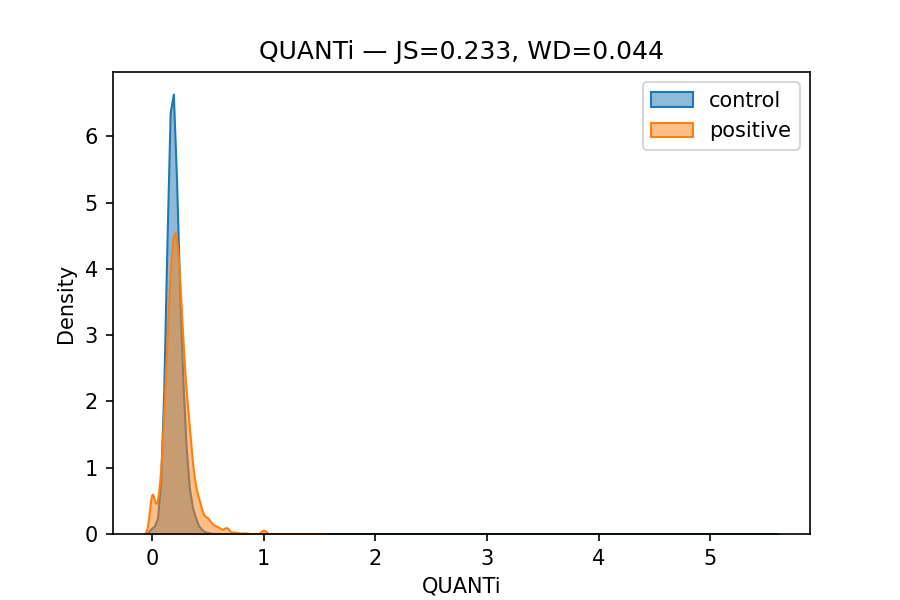 QUANTi — JS=0.233, WD=0.044
control
positive
Density
6
5
4
3
2
1
0
0 1 2 3 4 5
QUANTi